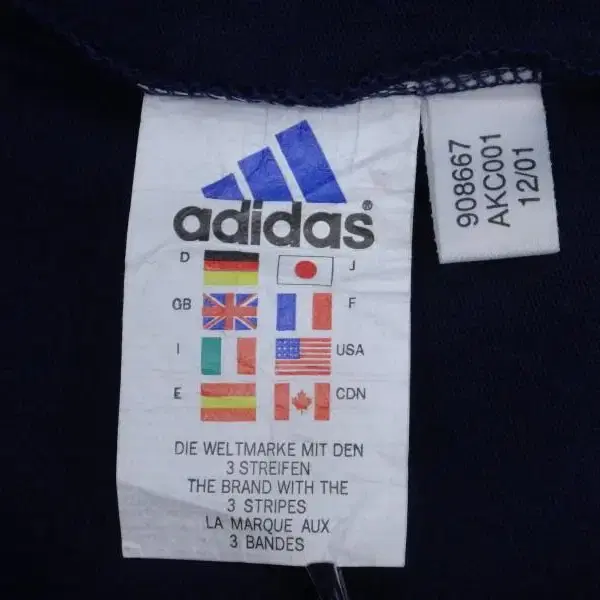 adidas®
D
J
GB
F
I
USA
E
CDN
DIE WELTMARKE MIT DEN
3 STREIFEN
THE BRAND WITH THE
3 STRIPES
LA MARQUE AUX
3 BANDES
908667
AKC001
12/01